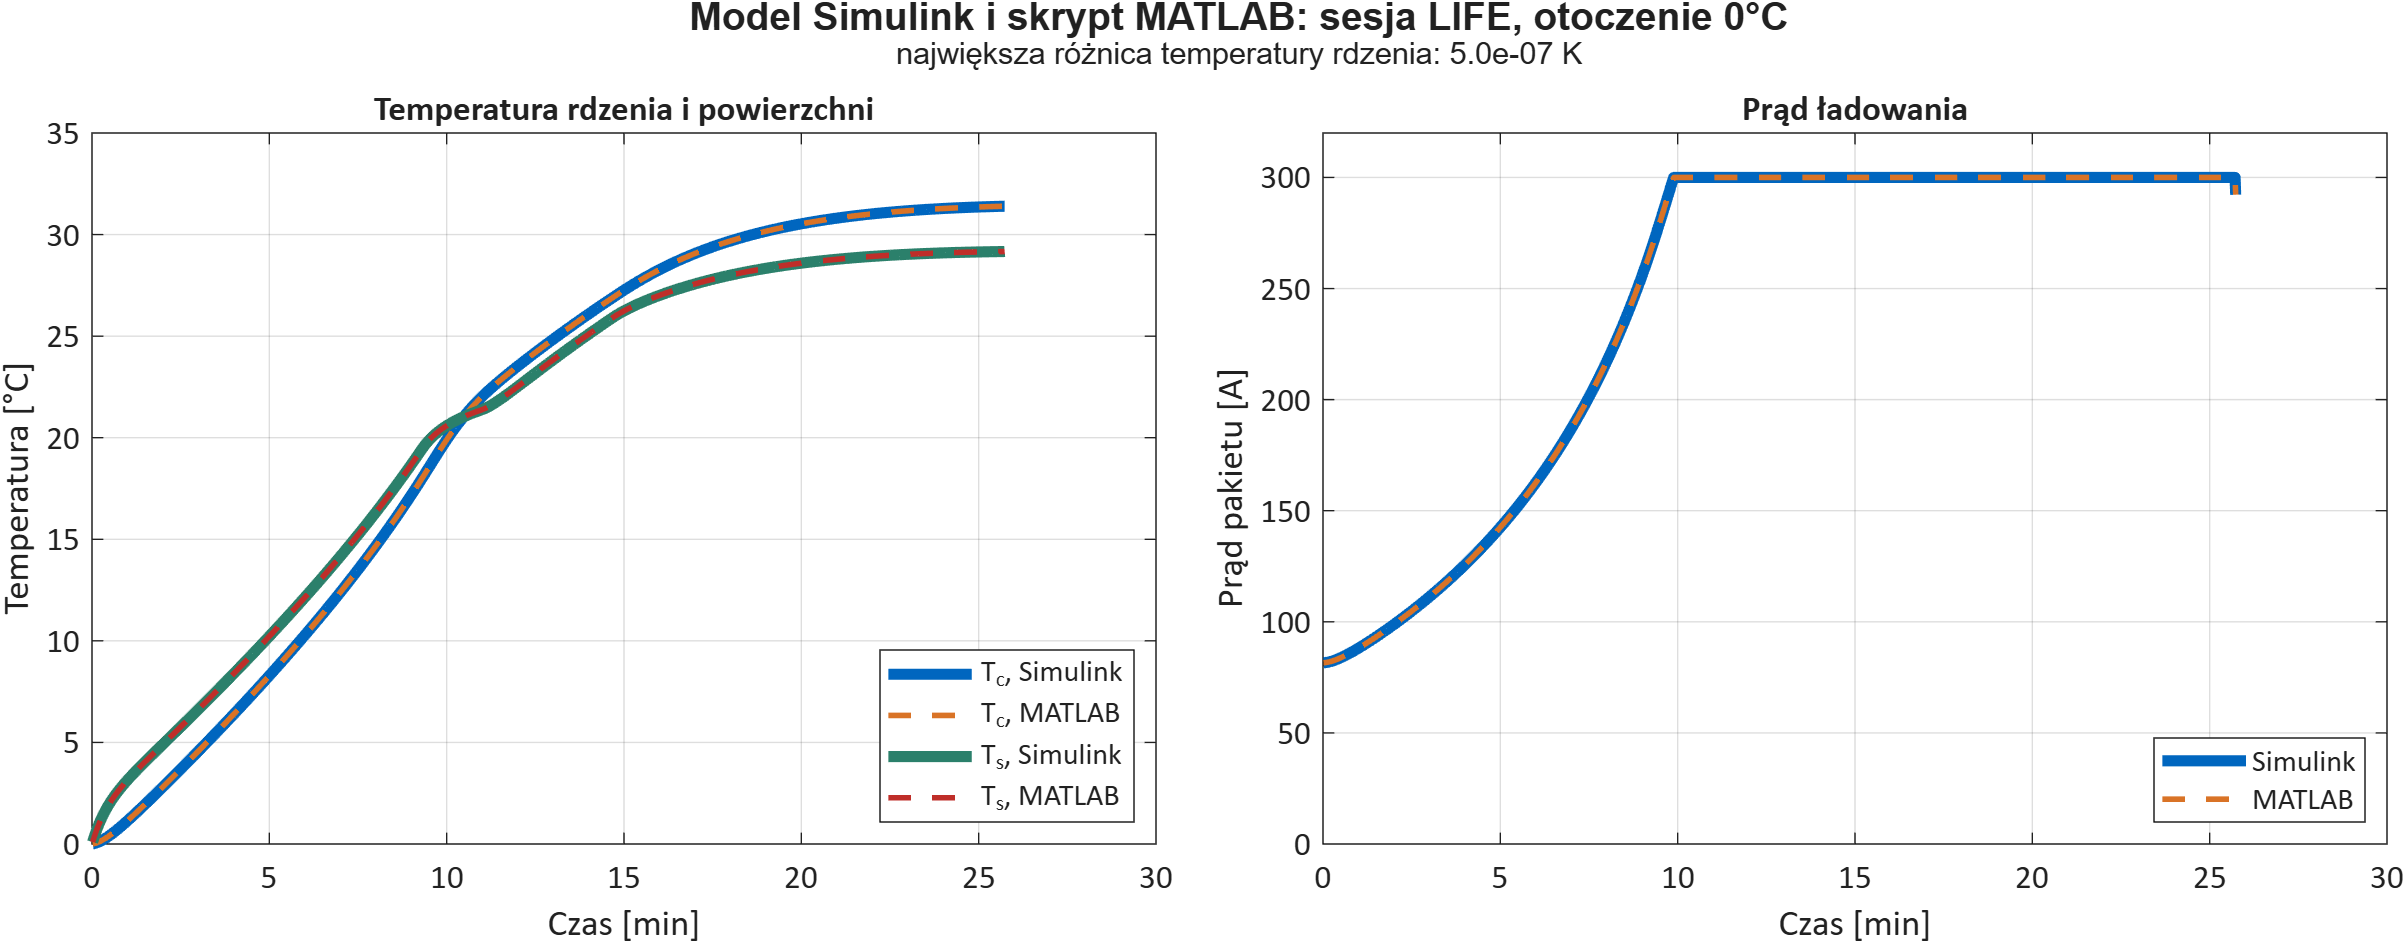 Model Simulink i skrypt MATLAB: sesja LIFE, otoczenie 0°C
największa różnica temperatury rdzenia: 5.0e-07 K
Temperatura rdzenia i powierzchni
Temperatura [°C]
35
30
25
20
15
10
5
0
0 5 10 15 20 25 30
Czas [min]
Tc, Simulink
Tc, MATLAB
Ts, Simulink
Ts, MATLAB
Prąd ładowania
Prąd pakietu [A]
300
250
200
150
100
50
0
0 5 10 15 20 25 30
Czas [min]
Simulink
MATLAB